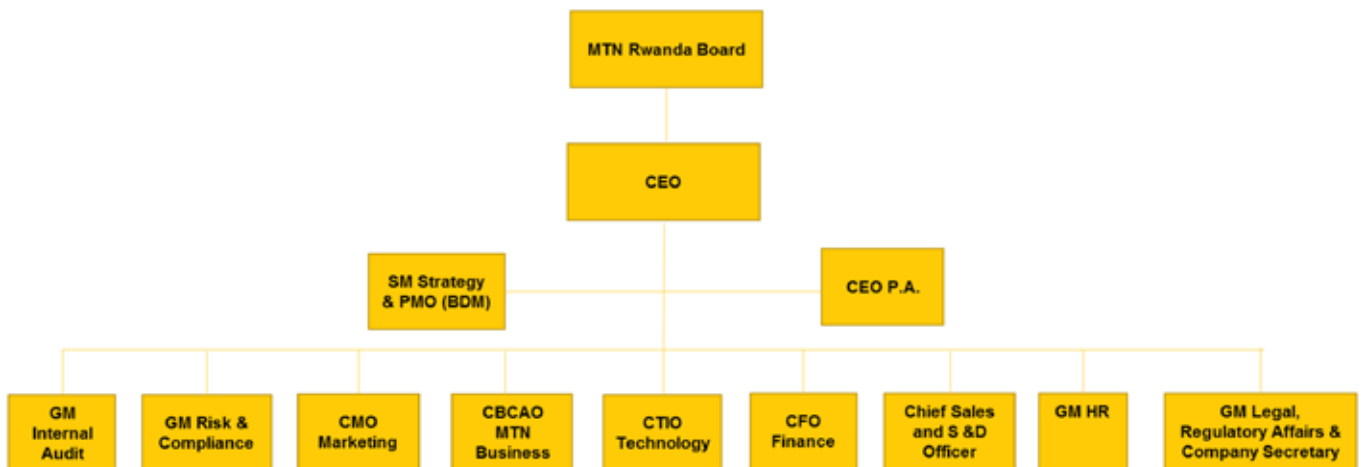 MTN Rwanda Board
CEO
SM Strategy
& PMO (BDM)
CEO P.A.
GM
Internal
Audit
GM Risk &
Compliance
CMO
Marketing
CBCAO
MTN
Business
CTIO
Technology
CFO
Finance
Chief Sales
and S &D
Officer
GM HR
GM Legal,
Regulatory Affairs &
Company Secretary